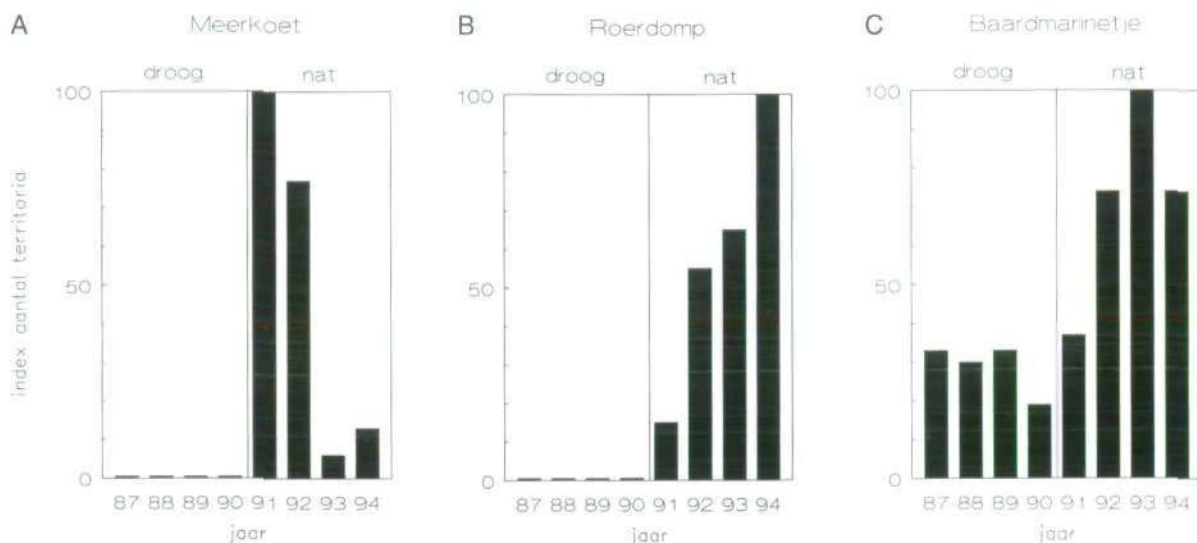 A Meerkoet
droog nat
100
50
0
87 88 89 90 91 92 93 94
jaar
index aantal territoria
B Roerdomp
droog nat
100
50
0
87 88 89 90 91 92 93 94
jaar
C Baardmannetje
droog nat
100
50
0
87 88 89 90 91 92 93 94
jaar